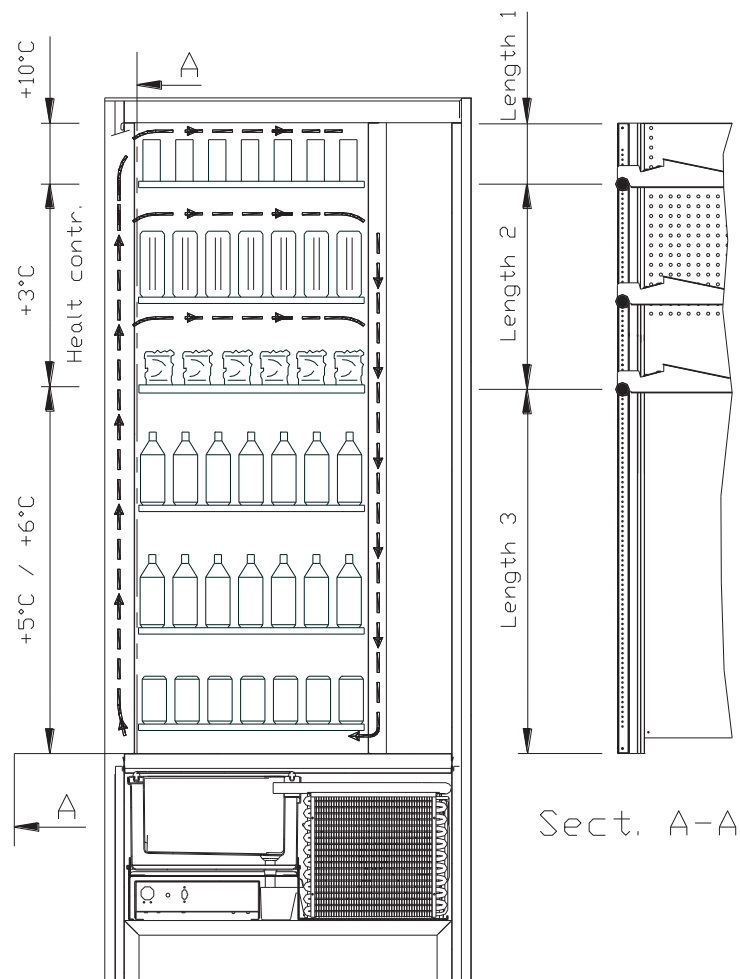 A
+10°C
Length 1
+3°C
Healt contr.
Length 2
+5°C / +6°C
Length 3
A
Sect. A-A